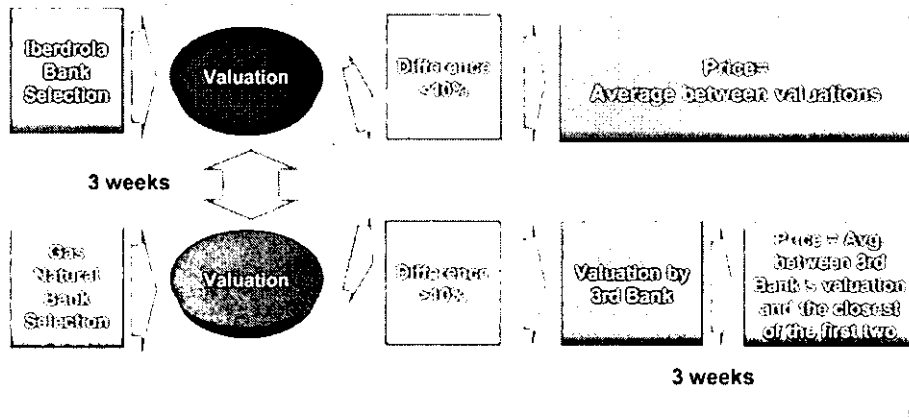 Iberdrola
Bank
Selection
Valuation
Difference
<10%
Price=
Average between valuations
3 weeks
Gas
Natural
Bank
Selection
Valuation
Difference
>10%
Valuation by
3rd Bank
Price = Avg
between 3rd
Bank's valuation
and the closest
of the first two
3 weeks